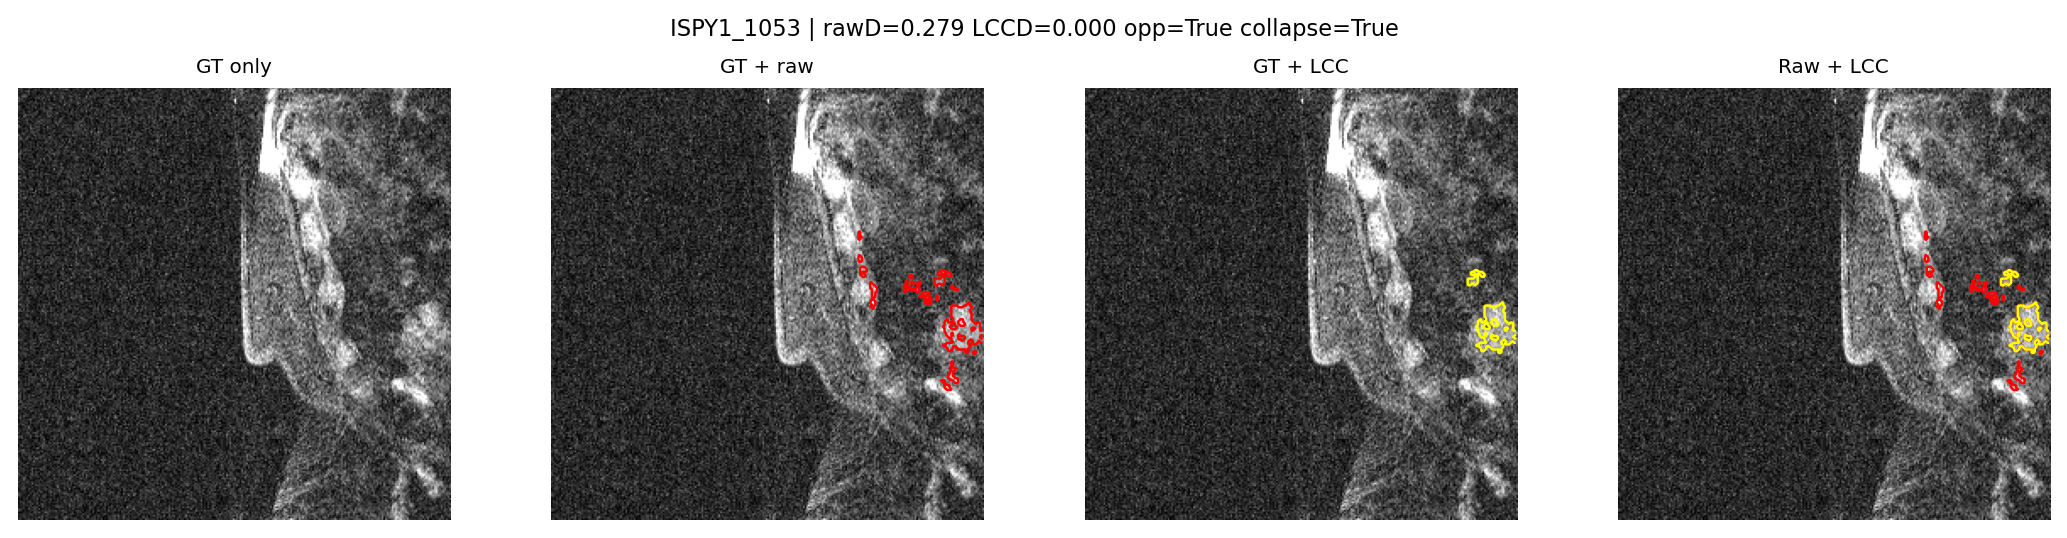 ISPY1_1053 | rawD=0.279 LCCD=0.000 opp=True collapse=True
GT only
GT + raw
GT + LCC
Raw + LCC